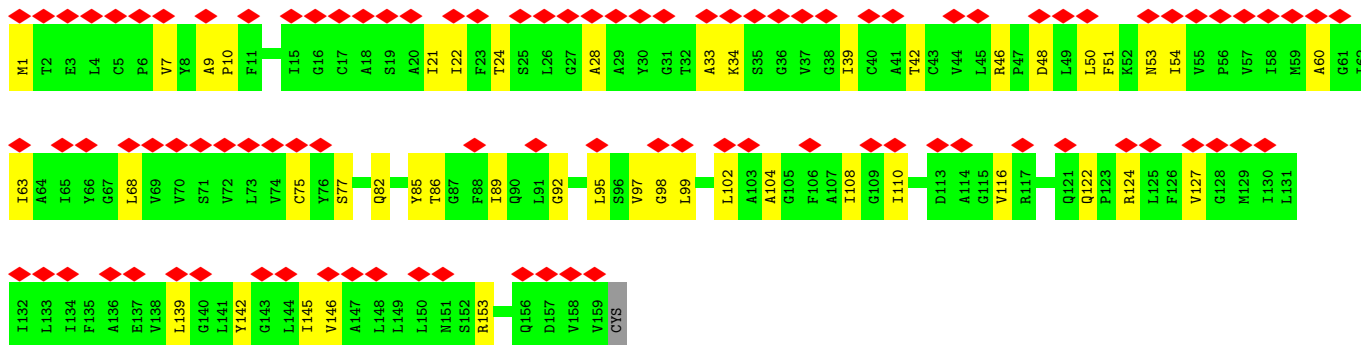 M1 T2 E3 L4 C5 P6 V7 Y8 A9 P10 F11 I15 G16 C17 A18 S19 A20 I21 I22 F23 T24 S25 L26 G27 A28 A29 Y30 G31 T32 A33 K34 S35 G36 V37 G38 I39 C40 A41 T42 C43 V44 L45 R46 P47 D48 L49 L50 F51 K52 N53 I54 V55 P56 V57 I58 M59 A60 G61 I62
I63 A64 I65 Y66 G67 L68 V69 V70 S71 V72 L73 V74 C75 Y76 S77 Q82 Y85 T86 G87 F88 I89 Q90 L91 G92 L95 S96 V97 G98 L99 L102 A103 A104 G105 F106 A107 I108 G109 I110 D113 A114 G115 V116 R117 Q121 Q122 P123 R124 L125 F126 V127 G128 M129 I130 L131
I132 L133 I134 F135 A136 E137 V138 L139 G140 L141 Y142 G143 L144 I145 V146 A147 L148 L149 L150 N151 S152 R153 Q156 D157 V158 V159 CYS